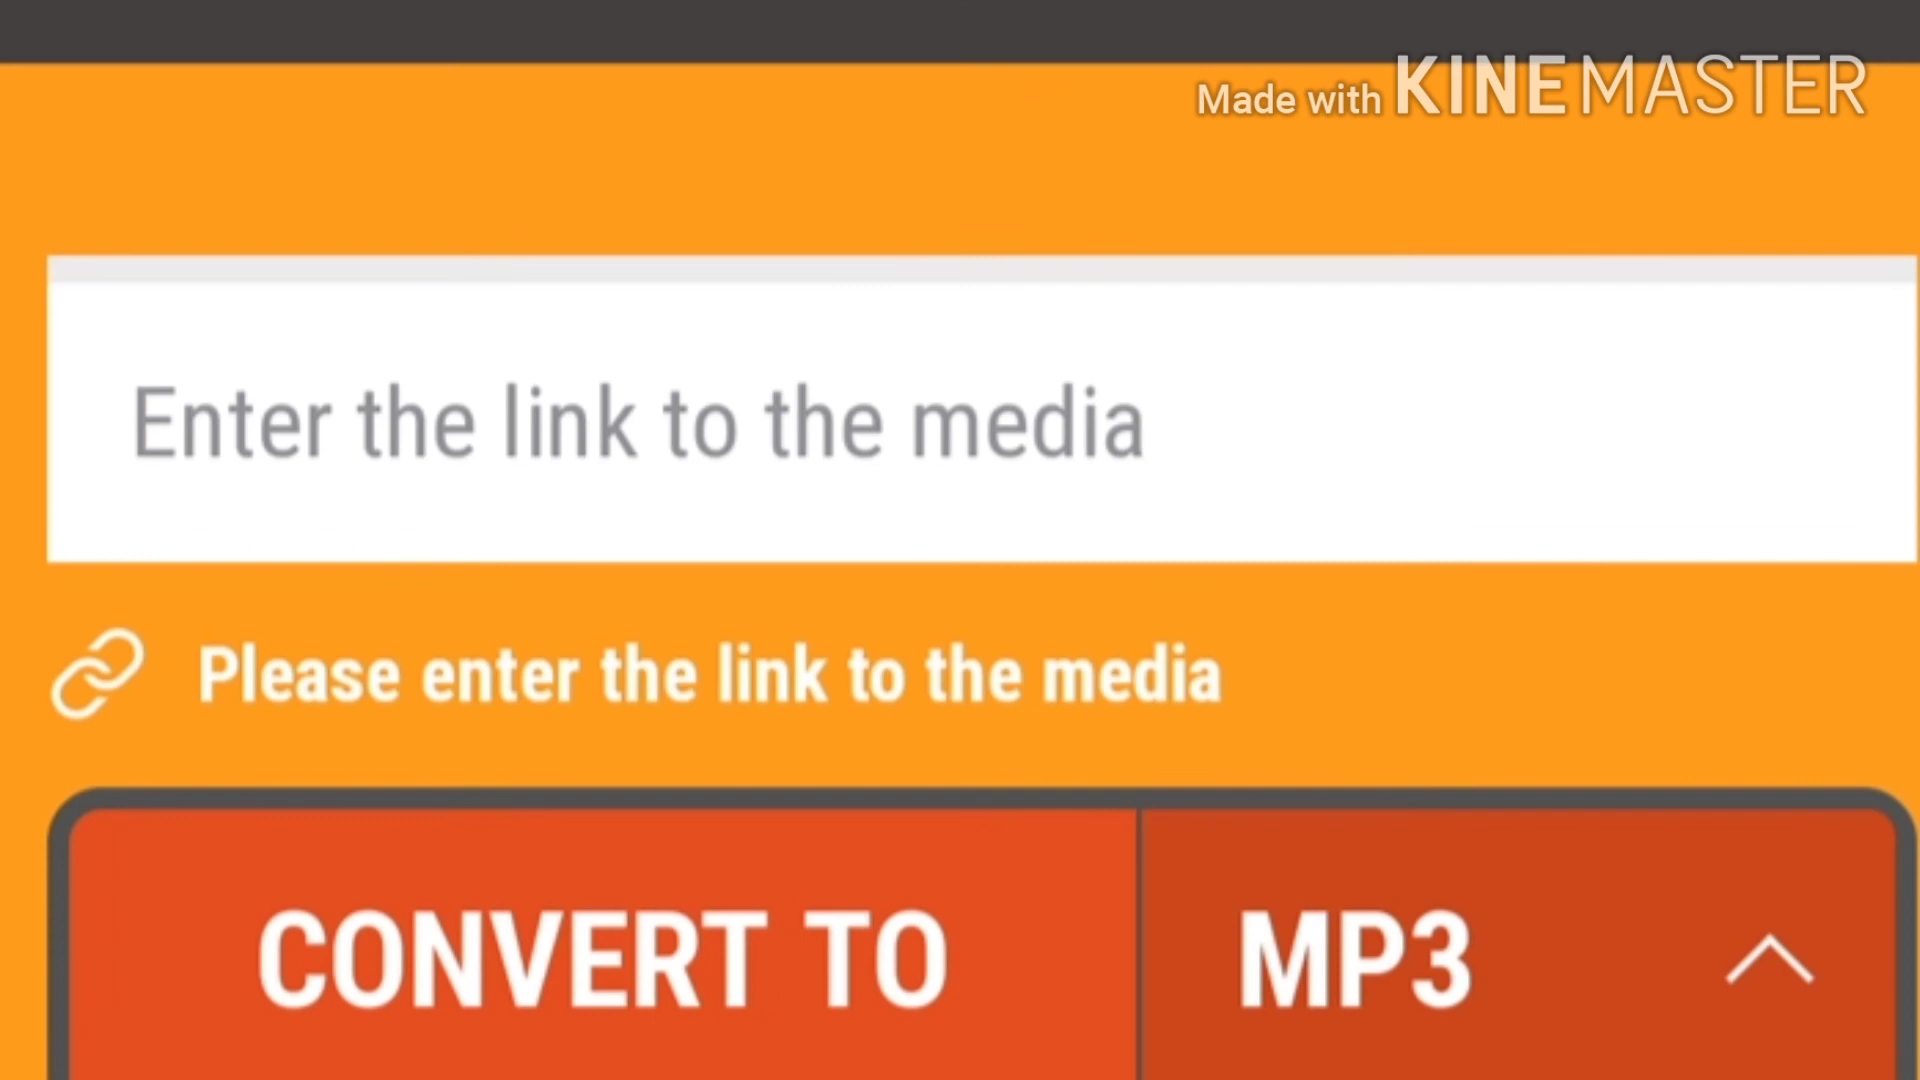 Made with KINEMASTER
Enter the link to the media
Please enter the link to the media
CONVERT TO MP3